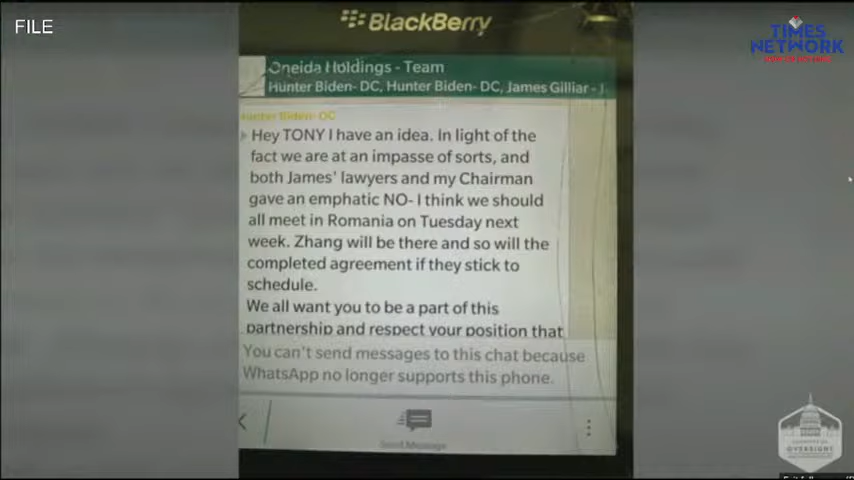 FILE
BlackBerry
TIMES
NETWORK
Oneida Holdings - Team
Hunter Biden- DC, Hunter Biden- DC, James Gilliar - J
Hunter Biden- DC
Hey TONY I have an idea. In light of the
fact we are at an impasse of sorts, and
both James' lawyers and my Chairman
gave an emphatic NO- I think we should
all meet in Romania on Tuesday next
week. Zhang will be there and so will the
completed agreement if they stick to
schedule.
We all want you to be a part of this
partnership and respect your position that
You can't send messages to this chat because
WhatsApp no longer supports this phone.
Send Message
OVERSIGHT